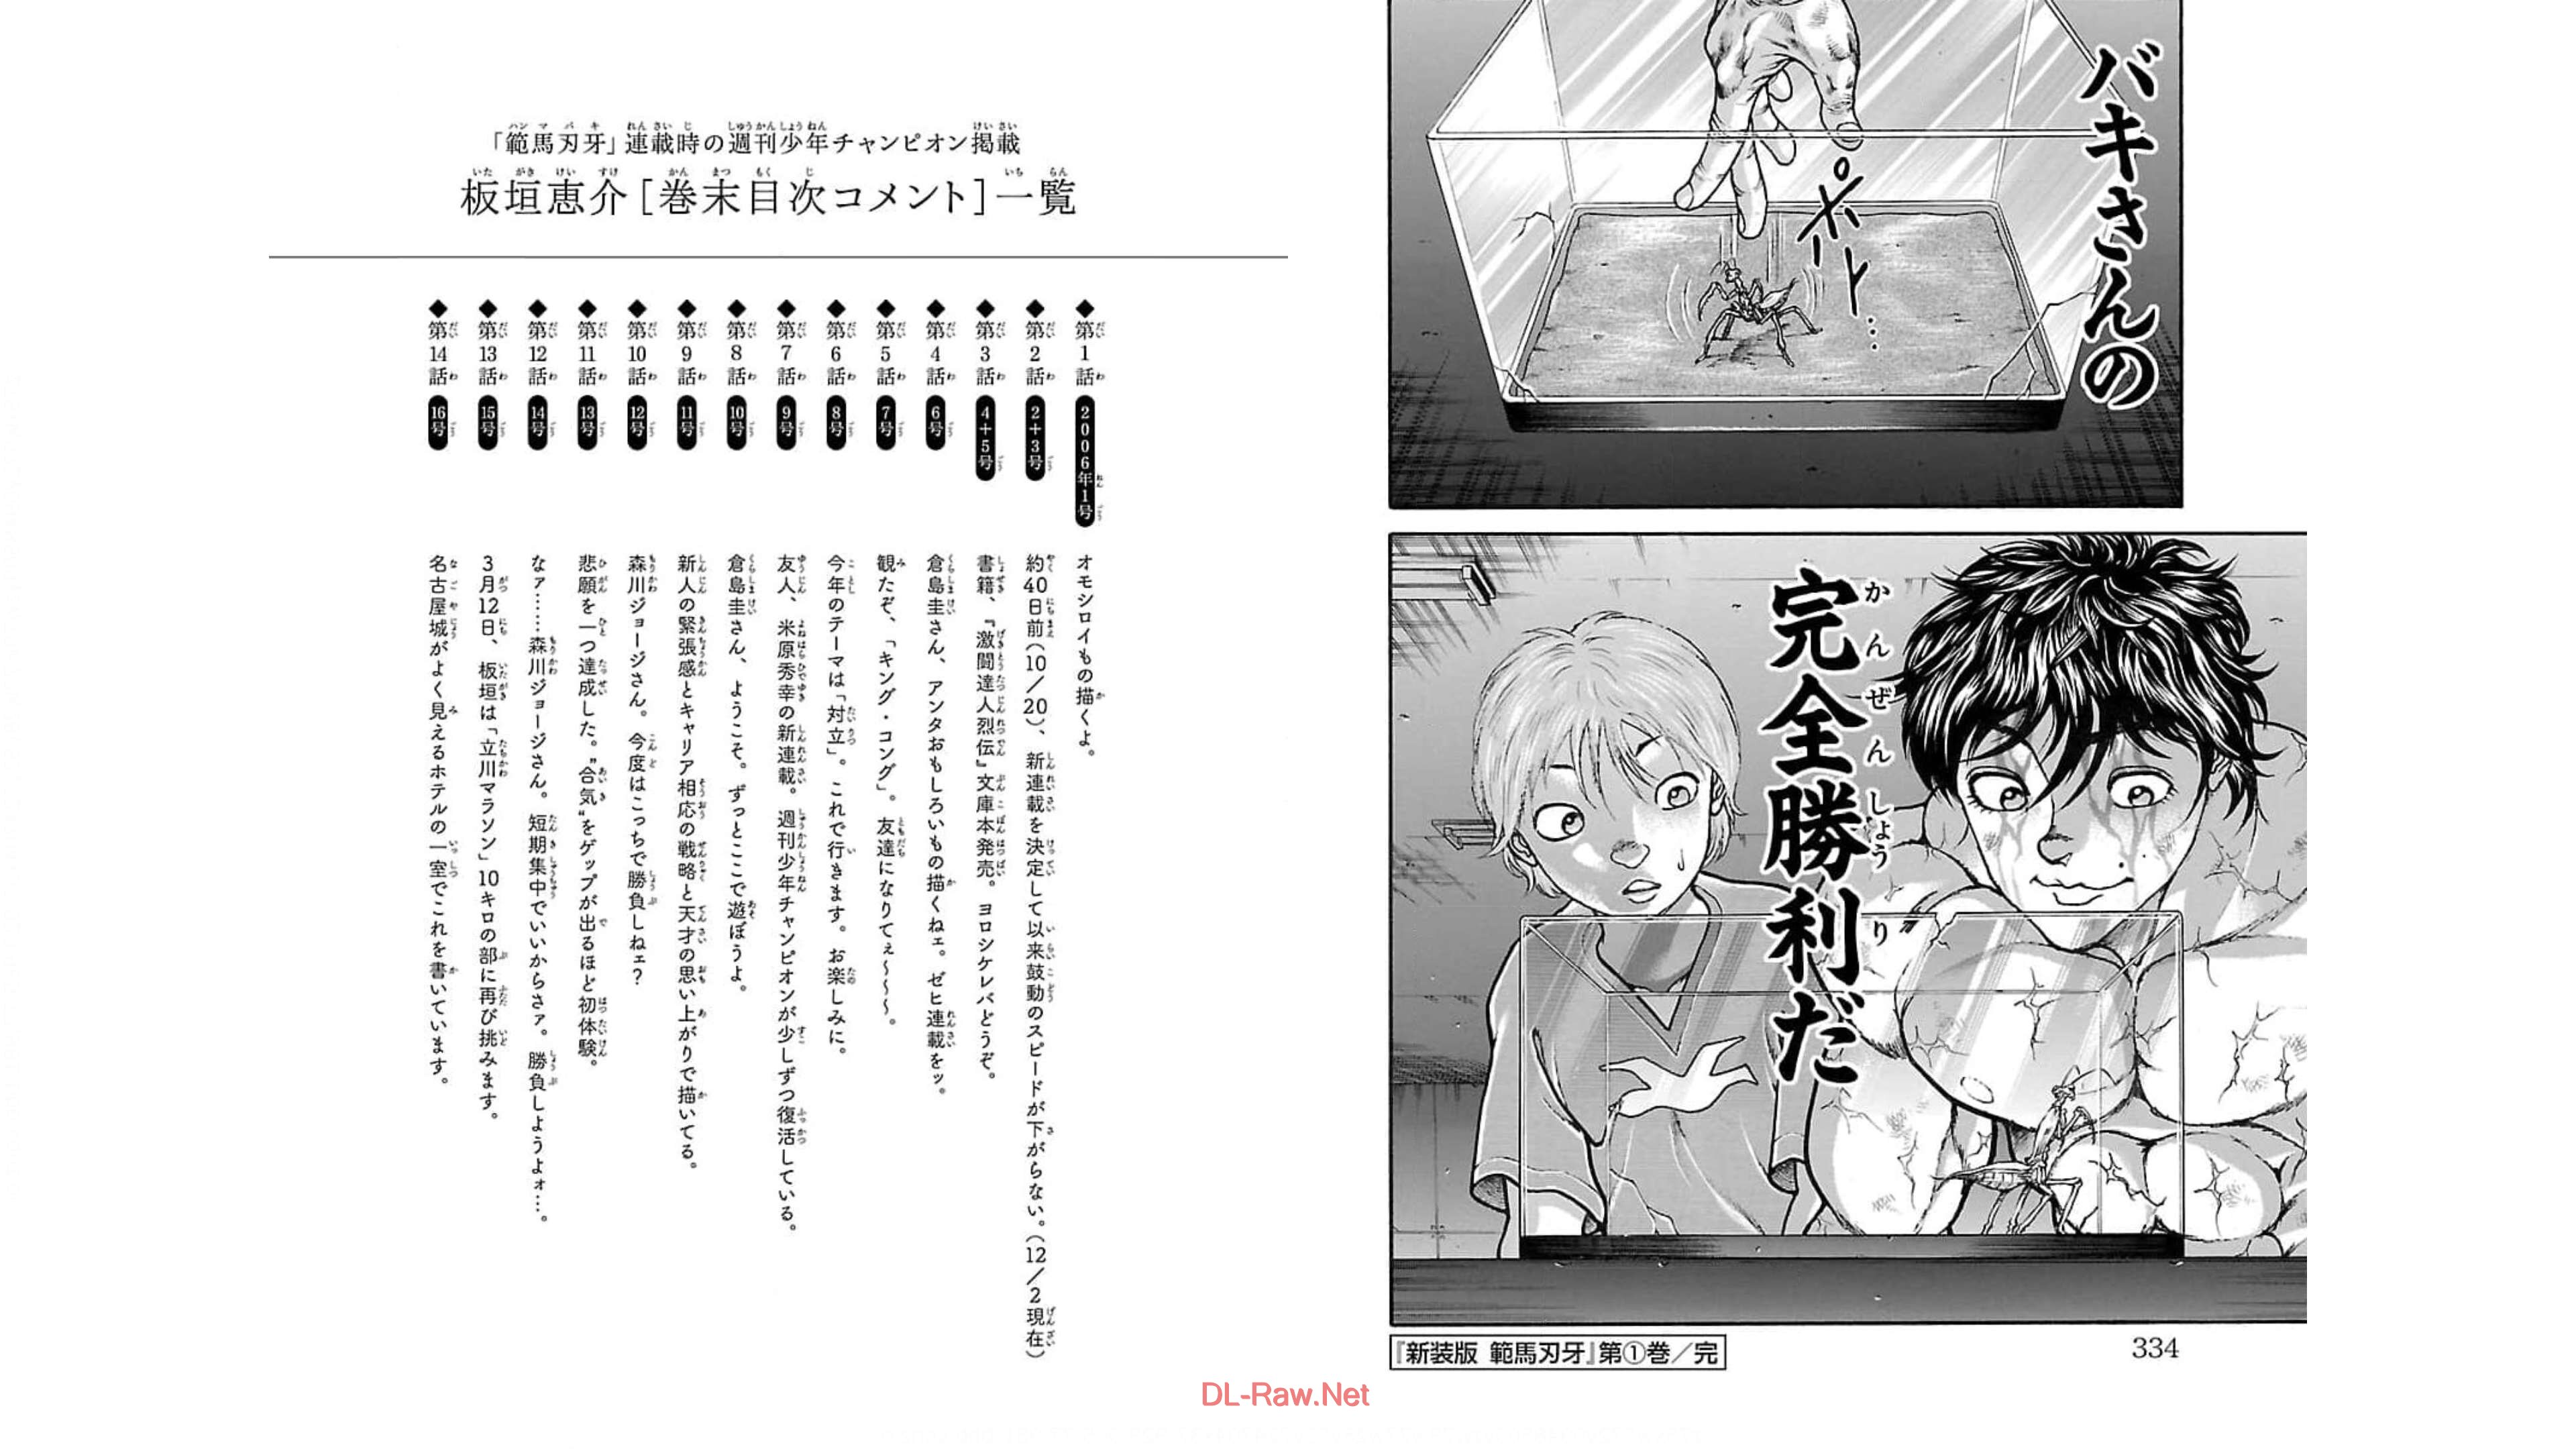 バキさんの
ポト…
完全勝利だ
『新装版 範馬刃牙』第①巻／完
334
「範馬刃牙」連載時の週刊少年チャンピオン掲載
板垣恵介［巻末目次コメント］一覧
◆第1話 2006年1号 オモシロイもの描くよ。
◆第2話 2+3号 約40日前（10／20）、新連載を決定して以来鼓動のスピードが下がらない。（12／2現在）
◆第3話 4+5号 書籍、『激闘達人烈伝』文庫本発売。ヨロシケレバどうぞ。
◆第4話 6号 倉島圭さん、アンタおもしろいもの描くねェ。ゼヒ連載をッ。
◆第5話 7号 観たぞ、「キング・コング」。友達になりてぇ～～～。
◆第6話 8号 今年のテーマは「対立」。これで行きます。お楽しみに。
◆第7話 9号 友人、米原秀幸の新連載。週刊少年チャンピオンが少しずつ復活している。
◆第8話 10号 倉島圭さん、ようこそ。ずっとここで遊ぼうよ。
◆第9話 11号 新人の緊張感とキャリア相応の戦略と天才の思い上がりで描いてる。
◆第10話 12号 森川ジョージさん。今度はこっちで勝負しねェ？
◆第11話 13号 悲願を一つ達成した。〝合気〟をゲップが出るほど初体験。
◆第12話 14号 なァ……森川ジョージさん。短期集中でいいからさァ。勝負しようよォ…。
◆第13話 15号 3月12日、板垣は「立川マラソン」10キロの部に再び挑みます。
◆第14話 16号 名古屋城がよく見えるホテルの一室でこれを書いています。
DL-Raw.Net